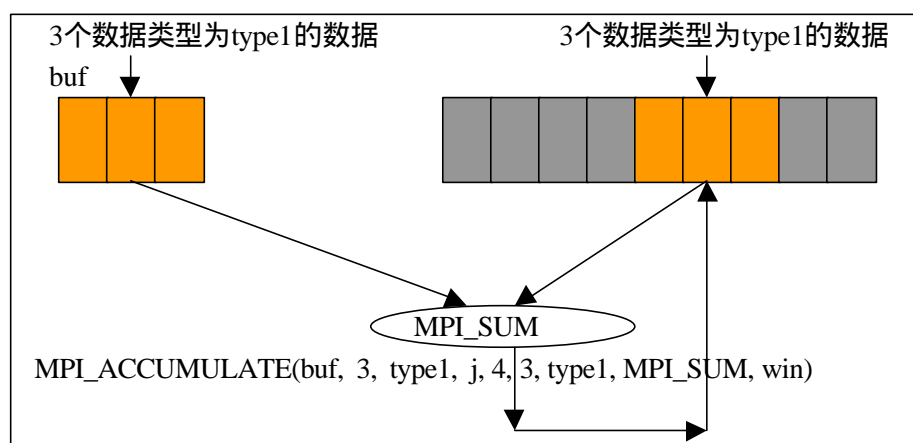 3个数据类型为type1的数据
3个数据类型为type1的数据
buf
MPI_SUM
MPI_ACCUMULATE(buf, 3, type1, j, 4, 3, type1, MPI_SUM, win)